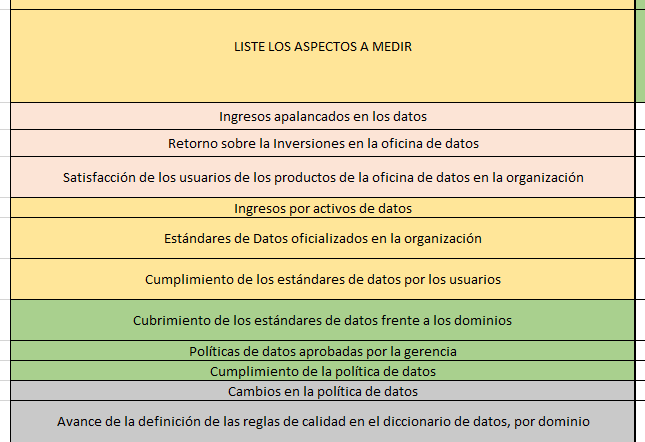 LISTE LOS ASPECTOS A MEDIR
Ingresos apalancados en los datos
Retorno sobre la Inversiones en la oficina de datos
Satisfacción de los usuarios de los productos de la oficina de datos en la organización
Ingresos por activos de datos
Estándares de Datos oficializados en la organización
Cumplimiento de los estándares de datos por los usuarios
Cubrimiento de los estándares de datos frente a los dominios
Políticas de datos aprobadas por la gerencia
Cumplimiento de la política de datos
Cambios en la política de datos
Avance de la definición de las reglas de calidad en el diccionario de datos, por dominio